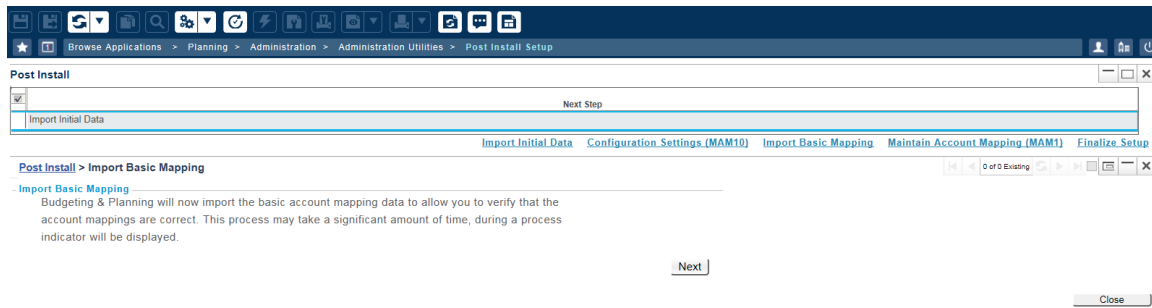 Browse Applications > Planning > Administration > Administration Utilities > Post Install Setup
Post Install
Next Step
Import Initial Data
Import Initial Data Configuration Settings (MAM10) Import Basic Mapping Maintain Account Mapping (MAM1) Finalize Setup
Post Install > Import Basic Mapping
0 of 0 Existing
Import Basic Mapping
Budgeting & Planning will now import the basic account mapping data to allow you to verify that the
account mappings are correct. This process may take a significant amount of time, during a process
indicator will be displayed.
Next
Close